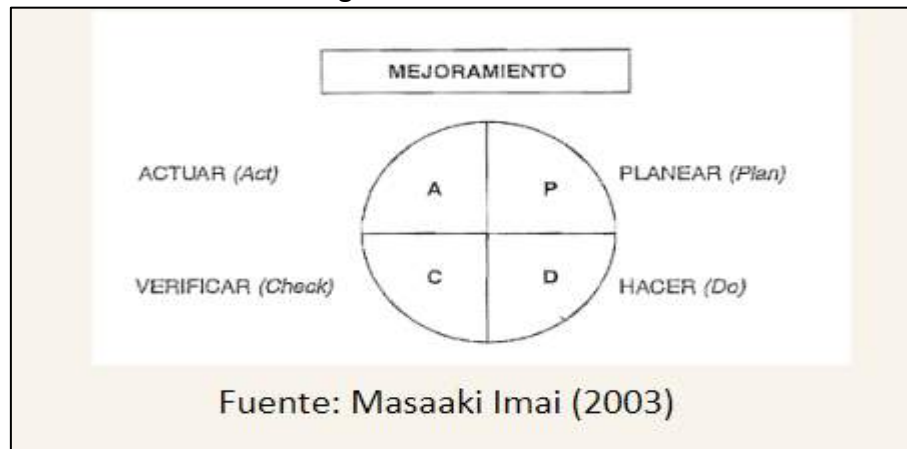 MEJORAMIENTO
ACTUAR (Act)
A
P
PLANEAR (Plan)
VERIFICAR (Check)
C
D
HACER (Do)
Fuente: Masaaki Imai (2003)